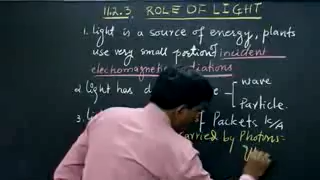 11.2.3. ROLE OF LIGHT
1. light is a source of energy, plants
use very small portion of incident
electromagnetic radiations
2. light has d e wave
Particle.
3. of Packets K/A
carried by Photons =